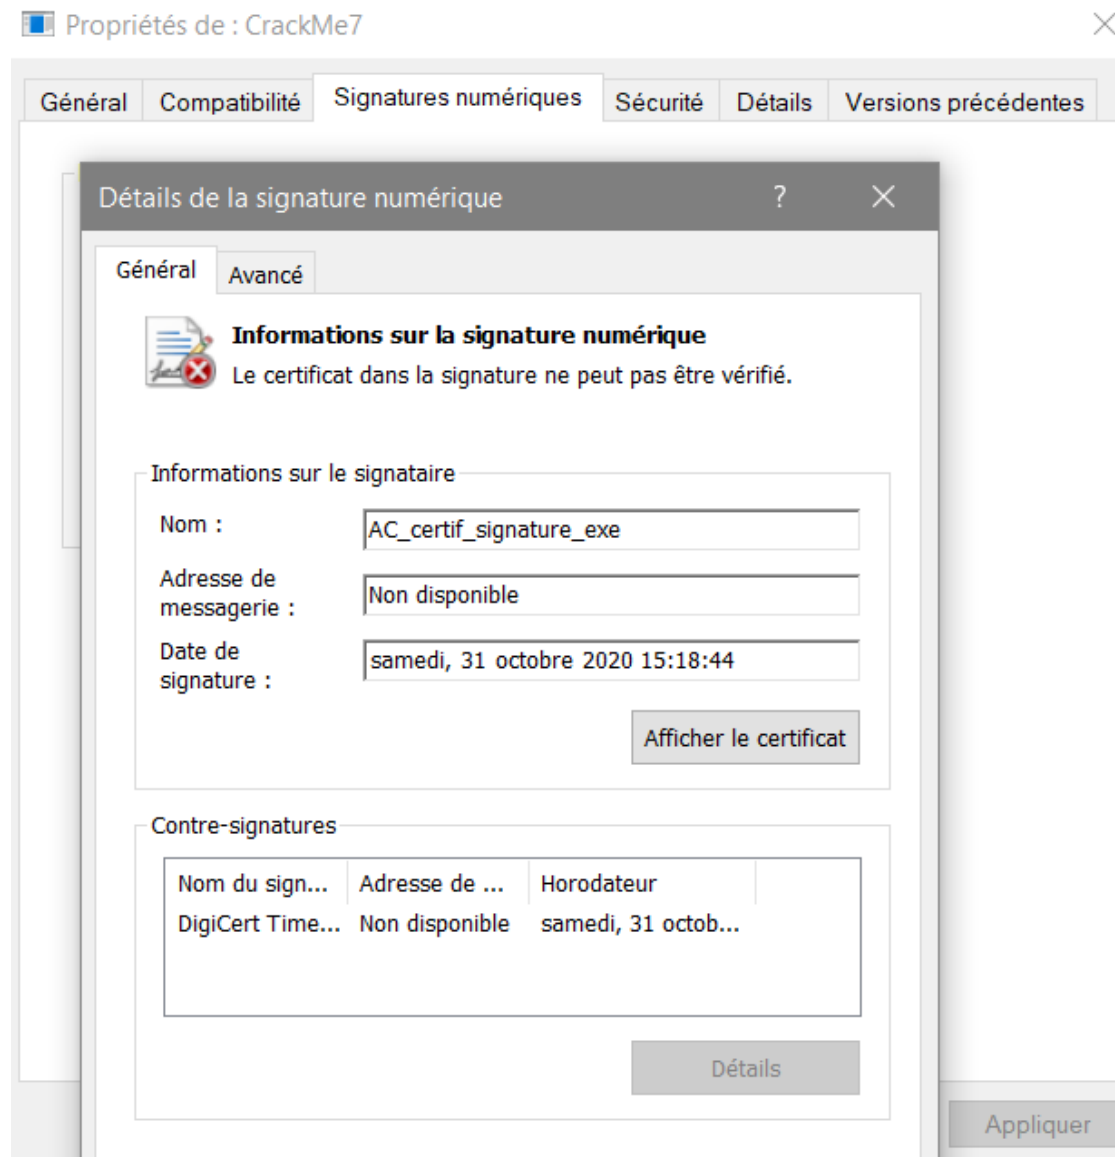 Propriétés de : CrackMe7
Général Compatibilité Signatures numériques Sécurité Détails Versions précédentes
Détails de la signature numérique ?
Général Avancé
Informations sur la signature numérique
Le certificat dans la signature ne peut pas être vérifié.
Informations sur le signataire
Nom : AC_certif_signature_exe
Adresse de
messagerie : Non disponible
Date de
signature : samedi, 31 octobre 2020 15:18:44
Afficher le certificat
Contre-signatures
Nom du sign... Adresse de ... Horodateur
DigiCert Time... Non disponible samedi, 31 octob...
Détails
Appliquer